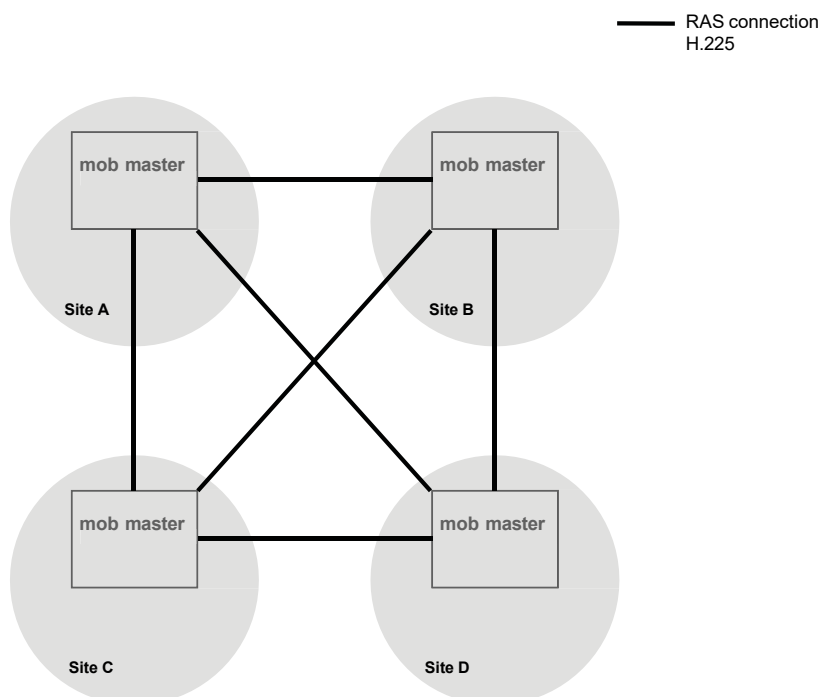 RAS connection
H.225
mob master
mob master
Site A
Site B
mob master
mob master
Site C
Site D